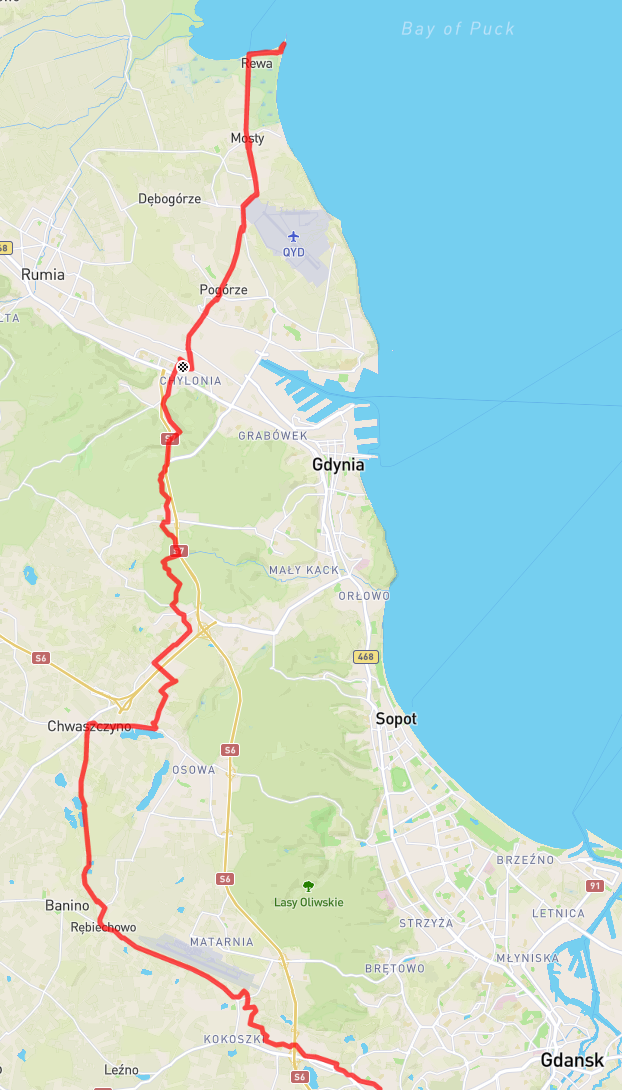 Bay of Puck
Rewa
Mosty
Dębogórze
QYD
Rumia
Pogórze
CHYLONIA
GRABÓWEK
Gdynia
MAŁY KACK
ORŁOWO
S6
468
Chwaszczyno
Sopot
S6
OSOWA
S6
BRZEŹNO
91
Lasy Oliwskie
Banino
LETNICA
Rębiechowo
STRZYŻA
MATARNIA
MŁYNISKA
BRĘTOWO
KOKOSZK
Gdansk
Leźno
S6